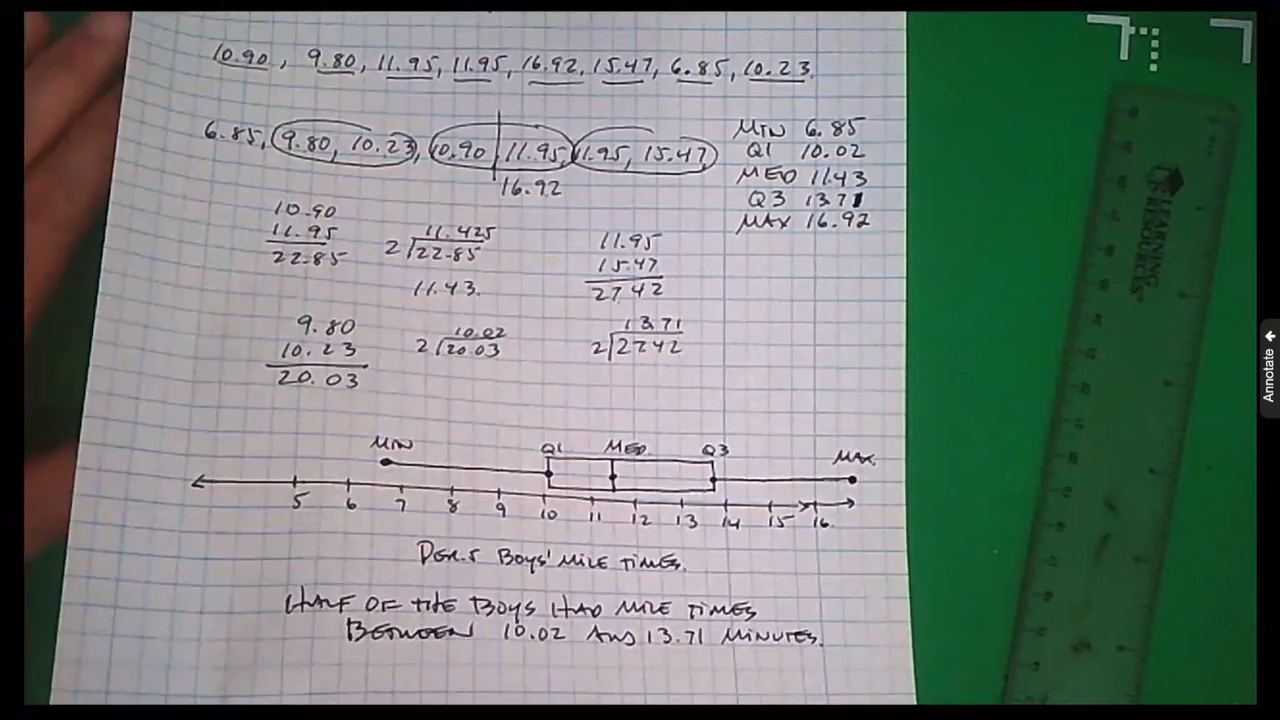 10.90, 9.80, 11.95, 11.95, 16.92, 15.47, 6.85, 10.23
6.85, 9.80, 10.23, 10.90 11.95, 11.95, 15.47
16.92
MIN 6.85
Q1 10.02
MED 11.43
Q3 13.71
MAX 16.92
10.90
11.95
22.85
11.425
2 22.85
11.43.
11.95
15.47
27 42
9.80
10.23
20.03
10.02
2 20.03
13.71
2 2742
MIN Q1 MED Q3 MAX.
5 6 7 8 9 10 11 12 13 14 15 16
PER. 5 BOYS' MILE TIMES.
HALF OF THE BOYS HAD MILE TIMES
BETWEEN 10.02 AND 13.71 MINUTES.
LEARNING
RESOURCES
Annotate